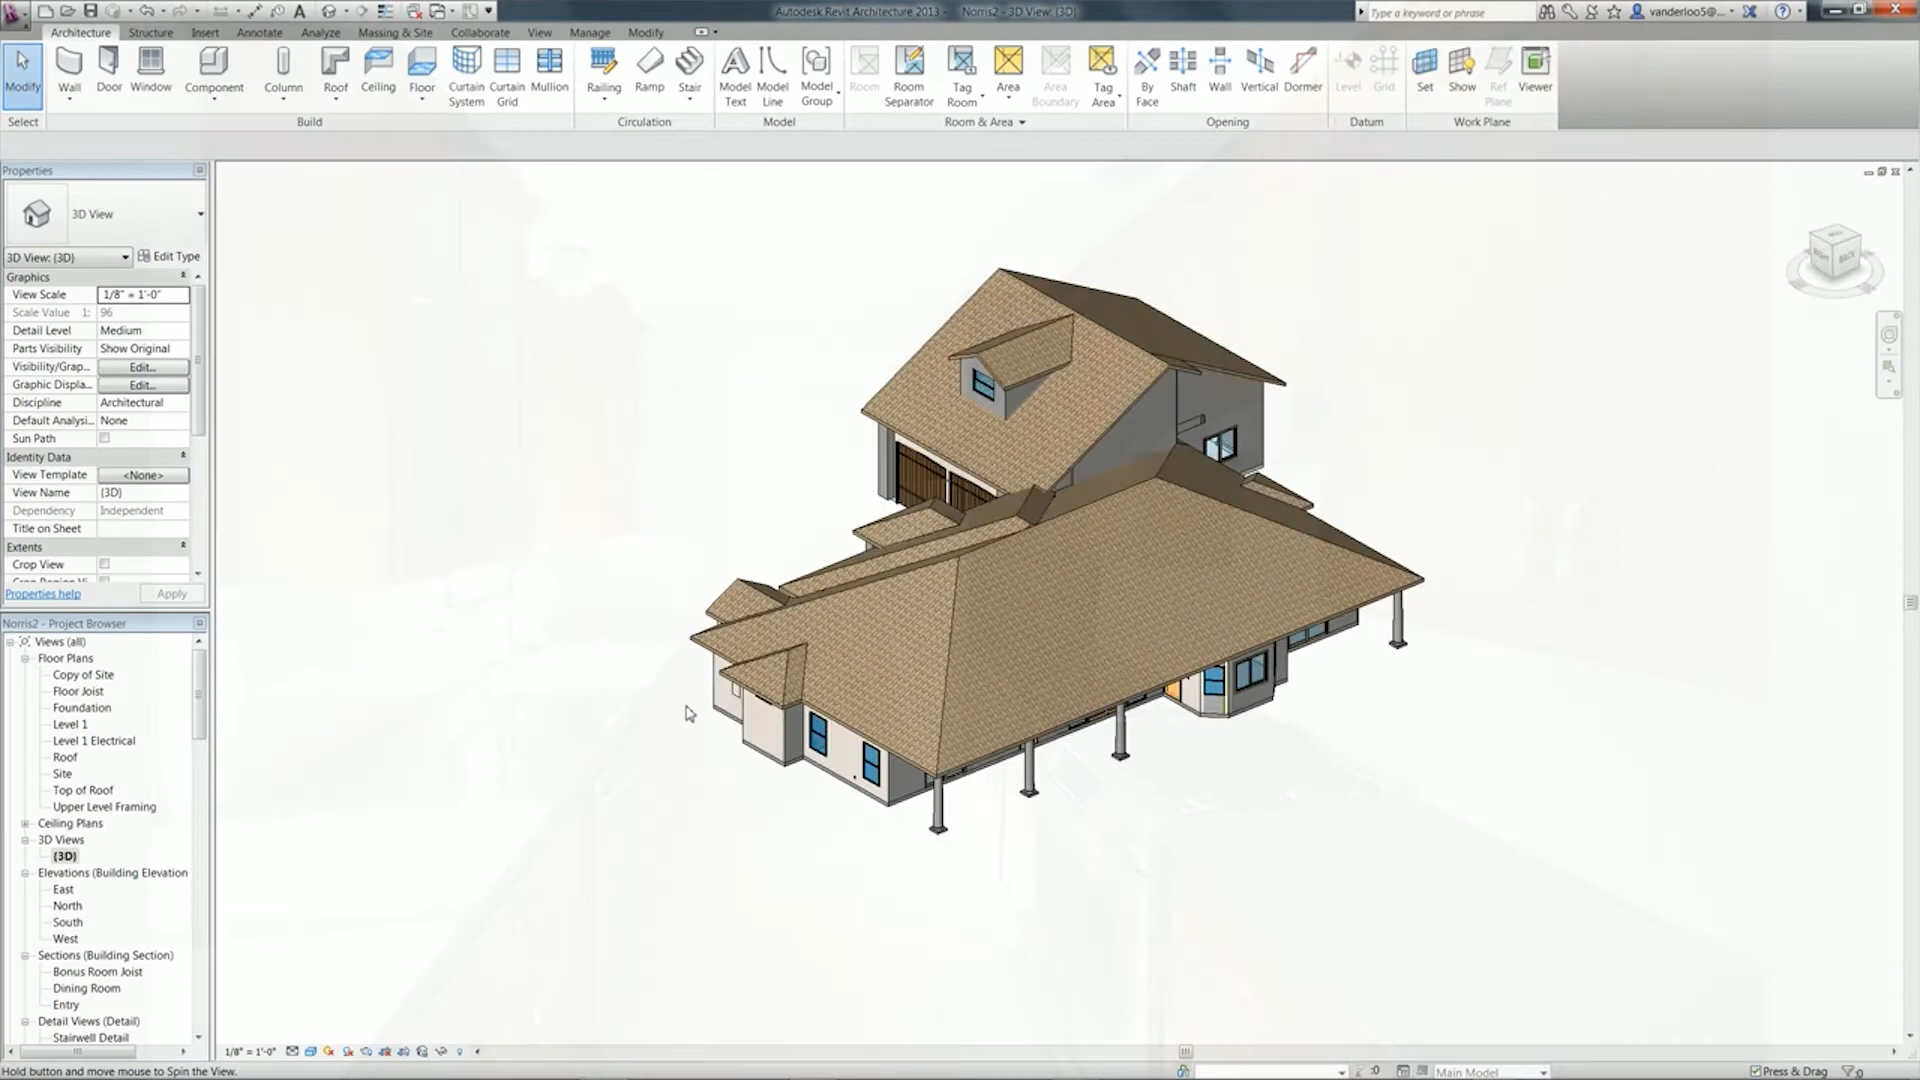 Autodesk Revit Architecture 2013 - Norris2 - 3D View: {3D}
Type a keyword or phrase
vanderloo5@...
Architecture Structure Insert Annotate Analyze Massing & Site Collaborate View Manage Modify
Modify Wall Door Window Component Column Roof Ceiling Floor Curtain System Curtain Grid Mullion Railing Ramp Stair Model Text Model Line Model Group Room Room Separator Tag Room Area Area Boundary Tag Area By Face Shaft Wall Vertical Dormer Level Grid Set Show Ref Plane Viewer
Select Build Circulation Model Room & Area Opening Datum Work Plane
Properties
3D View
3D View: {3D} Edit Type
Graphics
View Scale 1/8" = 1'-0"
Scale Value 1: 96
Detail Level Medium
Parts Visibility Show Original
Visibility/Grap... Edit...
Graphic Displa... Edit...
Discipline Architectural
Default Analysi... None
Sun Path
Identity Data
View Template <None>
View Name {3D}
Dependency Independent
Title on Sheet
Extents
Crop View
Properties help Apply
Norris2 - Project Browser
Views (all)
Floor Plans
Copy of Site
Floor Joist
Foundation
Level 1
Level 1 Electrical
Roof
Site
Top of Roof
Upper Level Framing
Ceiling Plans
3D Views
{3D}
Elevations (Building Elevation
East
North
South
West
Sections (Building Section)
Bonus Room Joist
Dining Room
Entry
Detail Views (Detail)
Stairwell Detail
1/8" = 1'-0"
Hold button and move mouse to Spin the View.
:0
Main Model
Press & Drag
:0